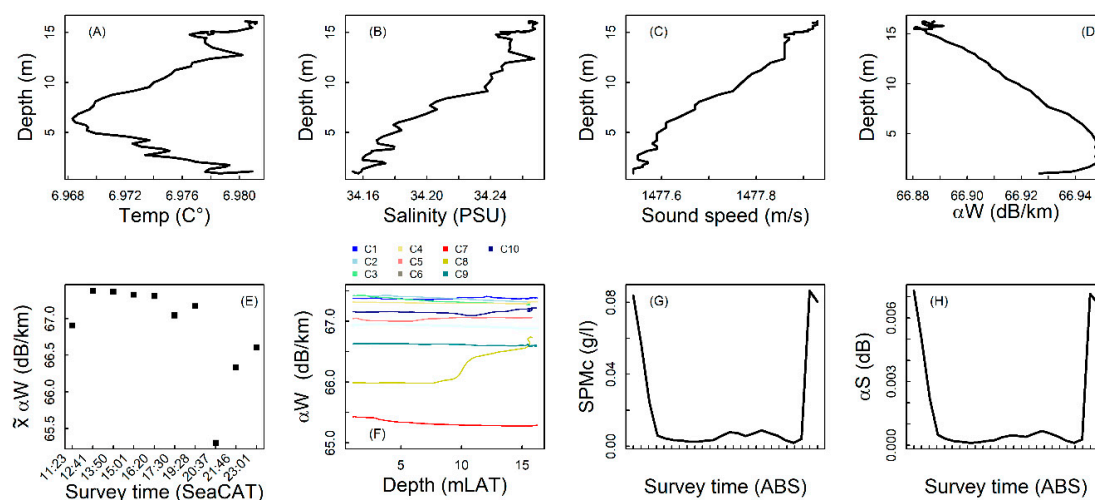 (A)
Depth (m)
15
10
5
6.968 6.972 6.976 6.980
Temp (C°)
(B)
Depth (m)
15
10
5
34.16 34.20 34.24
Salinity (PSU)
(C)
Depth (m)
15
10
5
1477.6 1477.8
Sound speed (m/s)
(D)
Depth (m)
15
10
5
66.88 66.90 66.92 66.94
αW (dB/km)
(E)
x̃ αW (dB/km)
67.0
66.5
66.0
65.5
11:23
12:41
13:50
15:01
16:20
17:30
19:28
20:37
21:46
23:01
Survey time (SeaCAT)
C1 C4 C7 C10
C2 C5 C8
C3 C6 C9
αW (dB/km)
67.0
66.0
65.0
(F)
5 10 15
Depth (mLAT)
(G)
SPMc (g/l)
0.08
0.04
0.00
Survey time (ABS)
(H)
αS (dB)
0.006
0.003
0.000
Survey time (ABS)